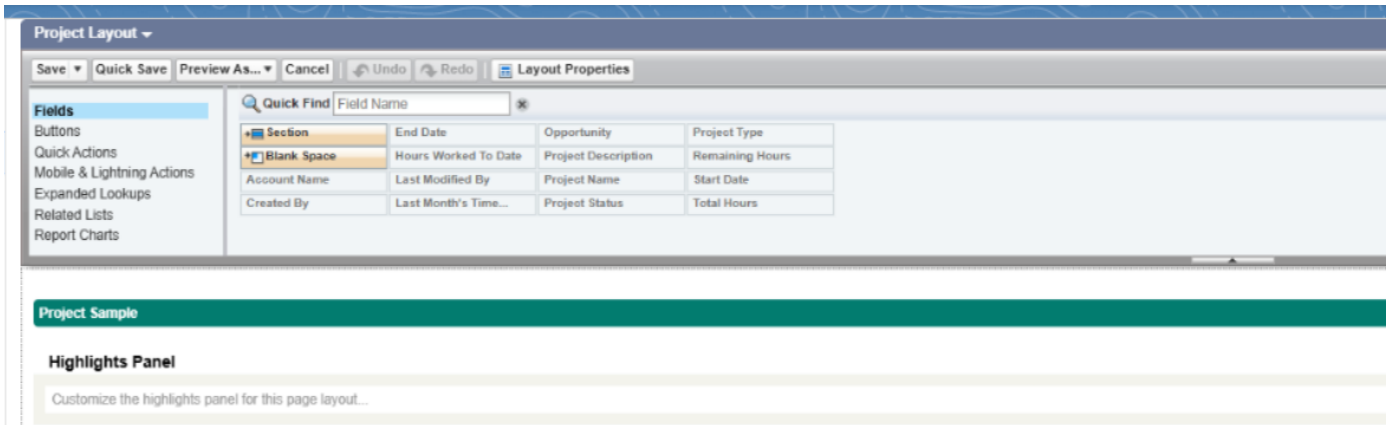 Project Layout
Save Quick Save Preview As... Cancel Undo Redo Layout Properties
Fields
Buttons
Quick Actions
Mobile & Lightning Actions
Expanded Lookups
Related Lists
Report Charts
Quick Find Field Name
Section End Date Opportunity Project Type
Blank Space Hours Worked To Date Project Description Remaining Hours
Account Name Last Modified By Project Name Start Date
Created By Last Month's Time... Project Status Total Hours
Project Sample
Highlights Panel
Customize the highlights panel for this page layout...